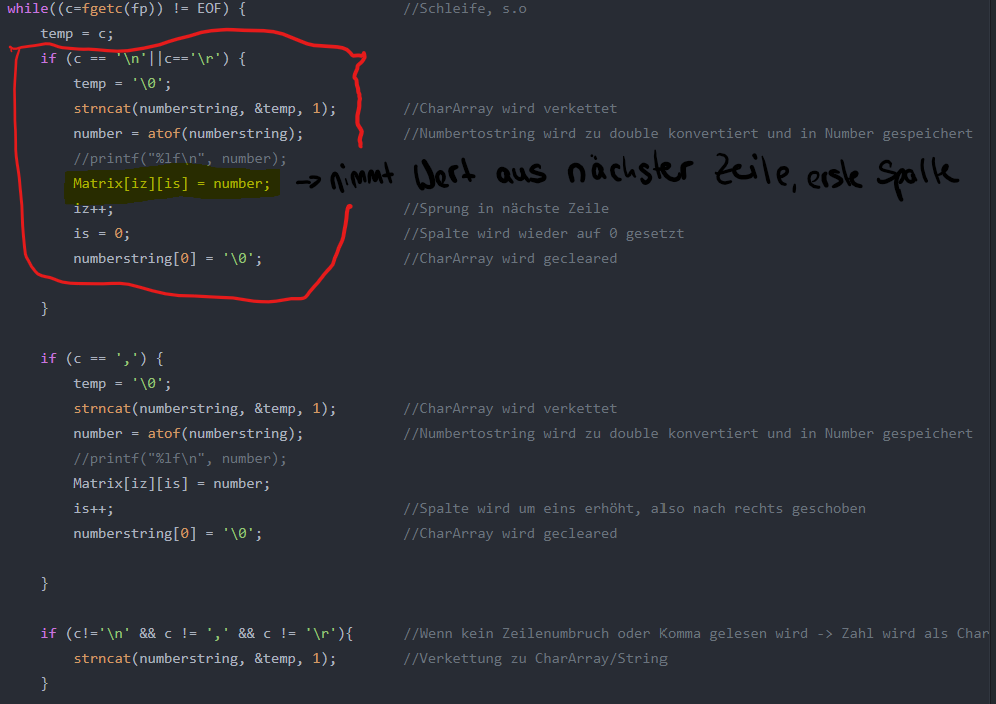 while((c=fgetc(fp)) != EOF) { //Schleife, s.o
temp = c;
if (c == '\n'||c=='\r') {
temp = '\0';
strncat(numberstring, &temp, 1); //CharArray wird verkettet
number = atof(numberstring); //Numbertostring wird zu double konvertiert und in Number gespeichert
//printf("%lf\n", number);
Matrix[iz][is] = number; → nimmt Wert aus nächster Zeile, erste Spalte
iz++; //Sprung in nächste Zeile
is = 0; //Spalte wird wieder auf 0 gesetzt
numberstring[0] = '\0'; //CharArray wird gecleared
}
if (c == ',') {
temp = '\0';
strncat(numberstring, &temp, 1); //CharArray wird verkettet
number = atof(numberstring); //Numbertostring wird zu double konvertiert und in Number gespeichert
//printf("%lf\n", number);
Matrix[iz][is] = number;
is++; //Spalte wird um eins erhöht, also nach rechts geschoben
numberstring[0] = '\0'; //CharArray wird gecleared
}
if (c!='\n' && c != ',' && c != '\r'){ //Wenn kein Zeilenumbruch oder Komma gelesen wird -> Zahl wird als Char
strncat(numberstring, &temp, 1); //Verkettung zu CharArray/String
}